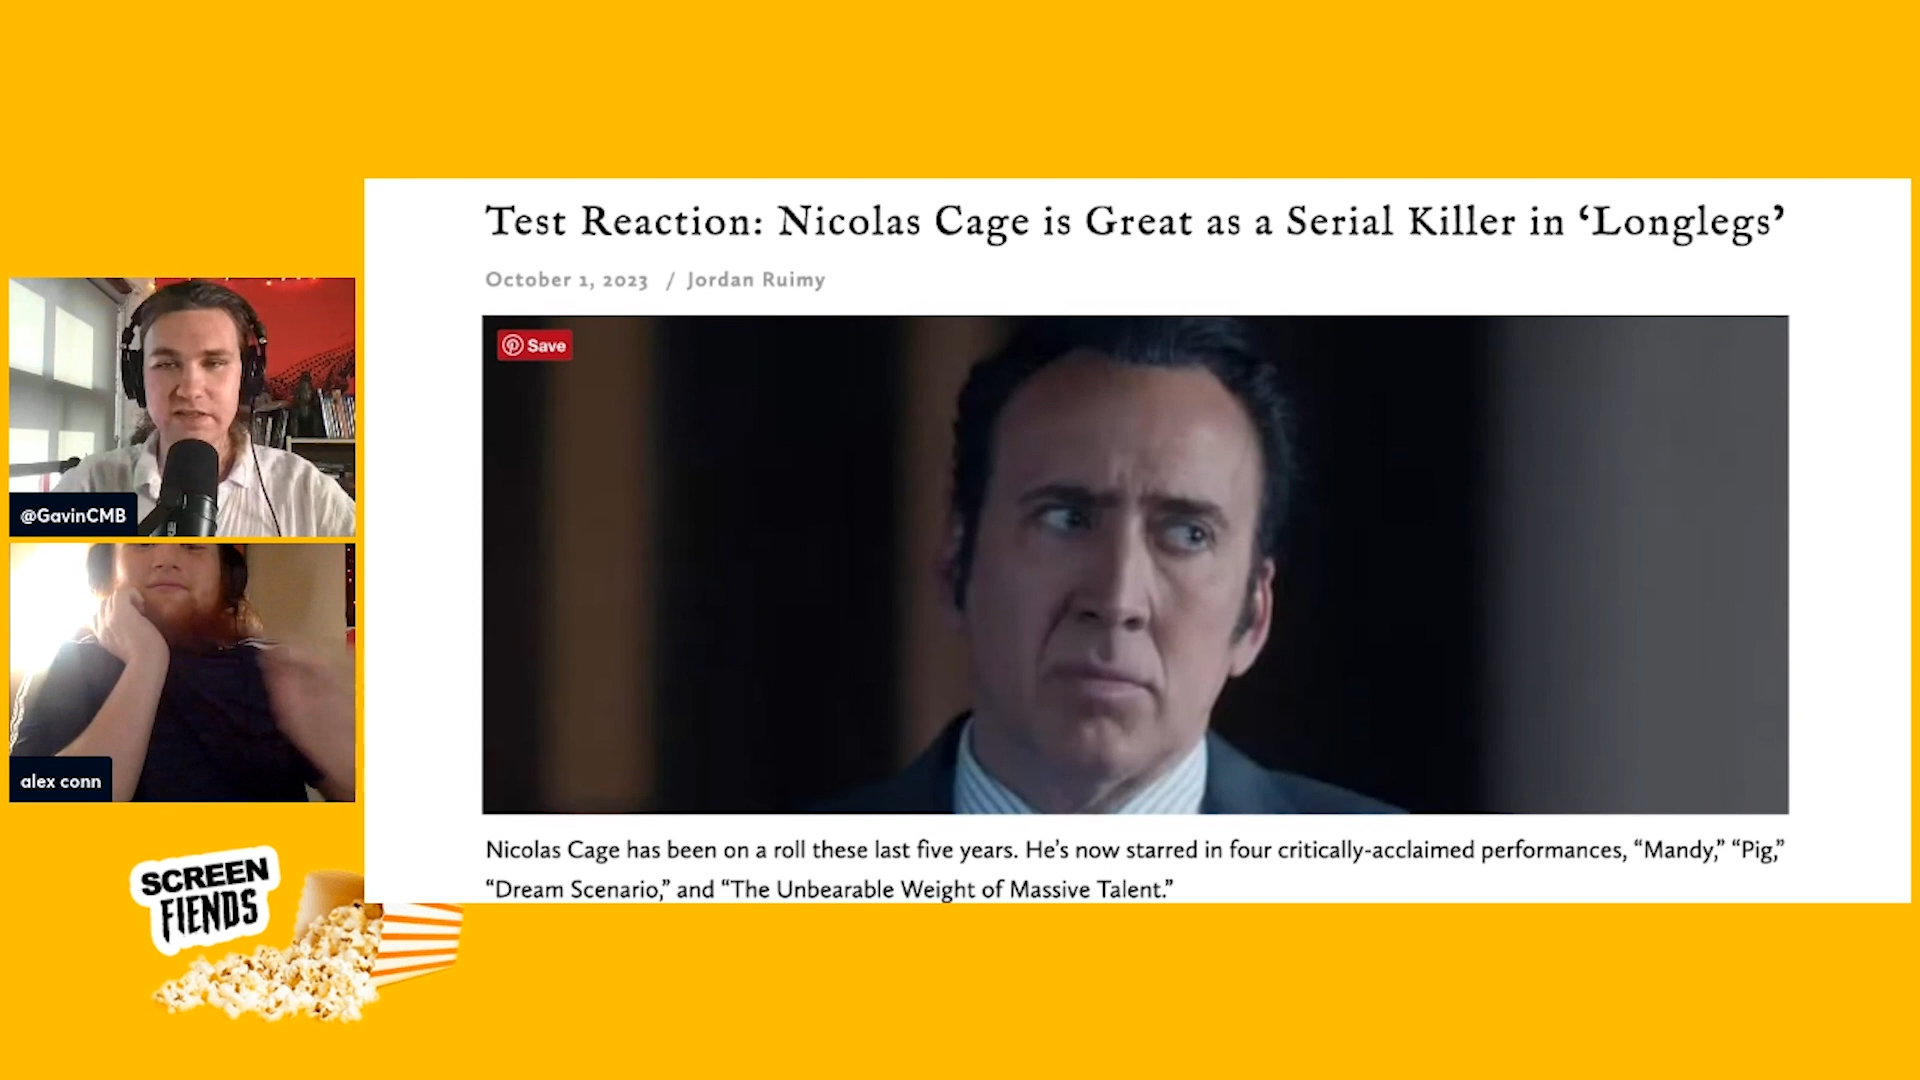 Test Reaction: Nicolas Cage is Great as a Serial Killer in ‘Longlegs’
October 1, 2023 / Jordan Ruimy
Save
@GavinCMB
alex conn
Nicolas Cage has been on a roll these last five years. He’s now starred in four critically-acclaimed performances, “Mandy,” “Pig,”
“Dream Scenario,” and “The Unbearable Weight of Massive Talent.”
SCREEN
FIENDS